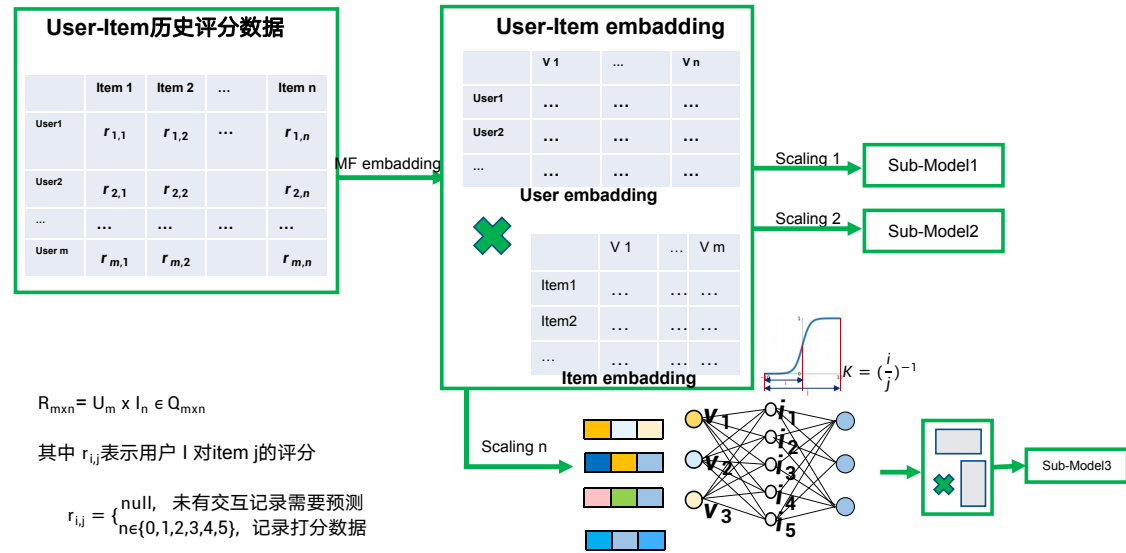 User-Item历史评分数据
Item 1 Item 2 ... Item n
User1 r 1,1 r 1,2 ... r 1,n
User2 r 2,1 r 2,2 r 2,n
... ... ... ... ...
User m r m,1 r m,2 r m,n
MF embadding
User-Item embadding
V 1 ... V n
User1 ... ... ...
User2 ... ... ...
... ... ... ...
User embadding
V 1 ... V m
Item1 ... ... ...
Item2 ... ... ...
... ... ... ...
Item embadding
Scaling 1
Sub-Model1
Scaling 2
Sub-Model2
K = (i/j)⁻¹
Rmxn= Um x In ϵ Qmxn
其中 ri,j表示用户 I 对item j的评分
ri,j = {null, 未有交互记录需要预测
n∈{0,1,2,3,4,5}, 记录打分数据
Scaling n
v1
v2
v3
i1
i2
i3
i4
i5
Sub-Model3